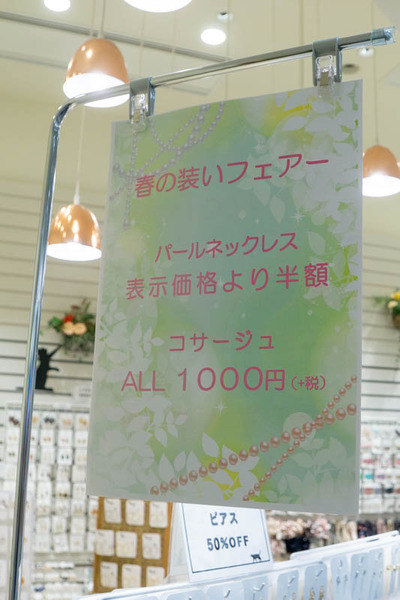 春の装いフェアー
パールネックレス
表示価格より半額
コサージュ
ALL 1000円(+税)
ピアス
50%OFF